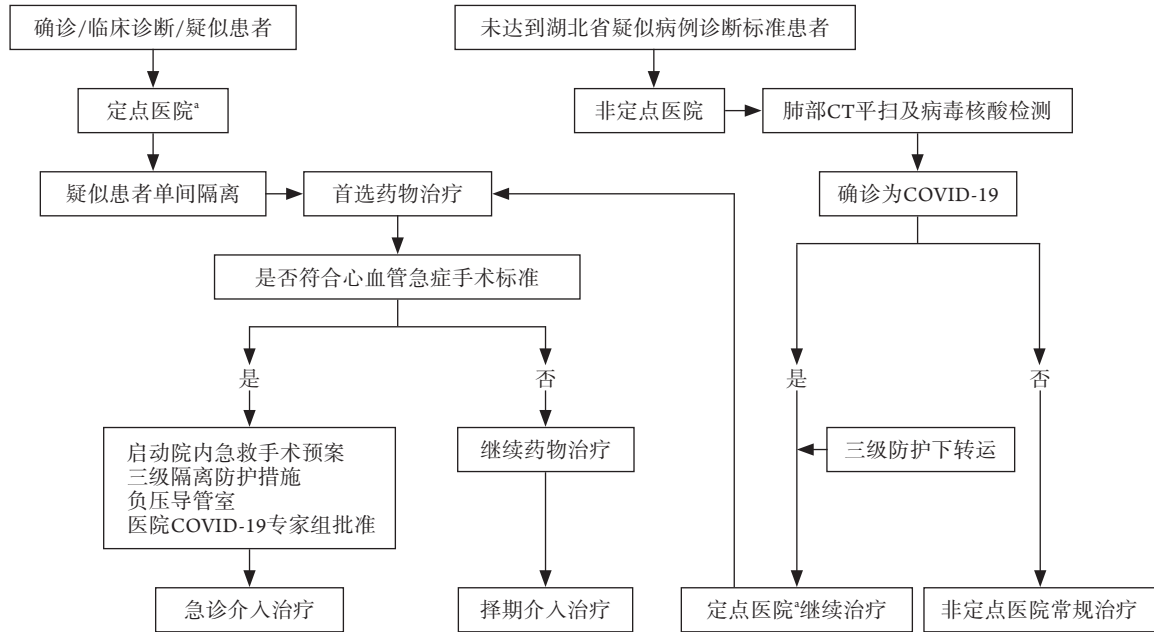 确诊/临床诊断/疑似患者
未达到湖北省疑似病例诊断标准患者
定点医院ᵃ
非定点医院
肺部CT平扫及病毒核酸检测
疑似患者单间隔离
首选药物治疗
确诊为COVID-19
是否符合心血管急症手术标准
是
否
是
否
启动院内急救手术预案
三级隔离防护措施
负压导管室
医院COVID-19专家组批准
继续药物治疗
三级防护下转运
急诊介入治疗
择期介入治疗
定点医院ᵃ继续治疗
非定点医院常规治疗